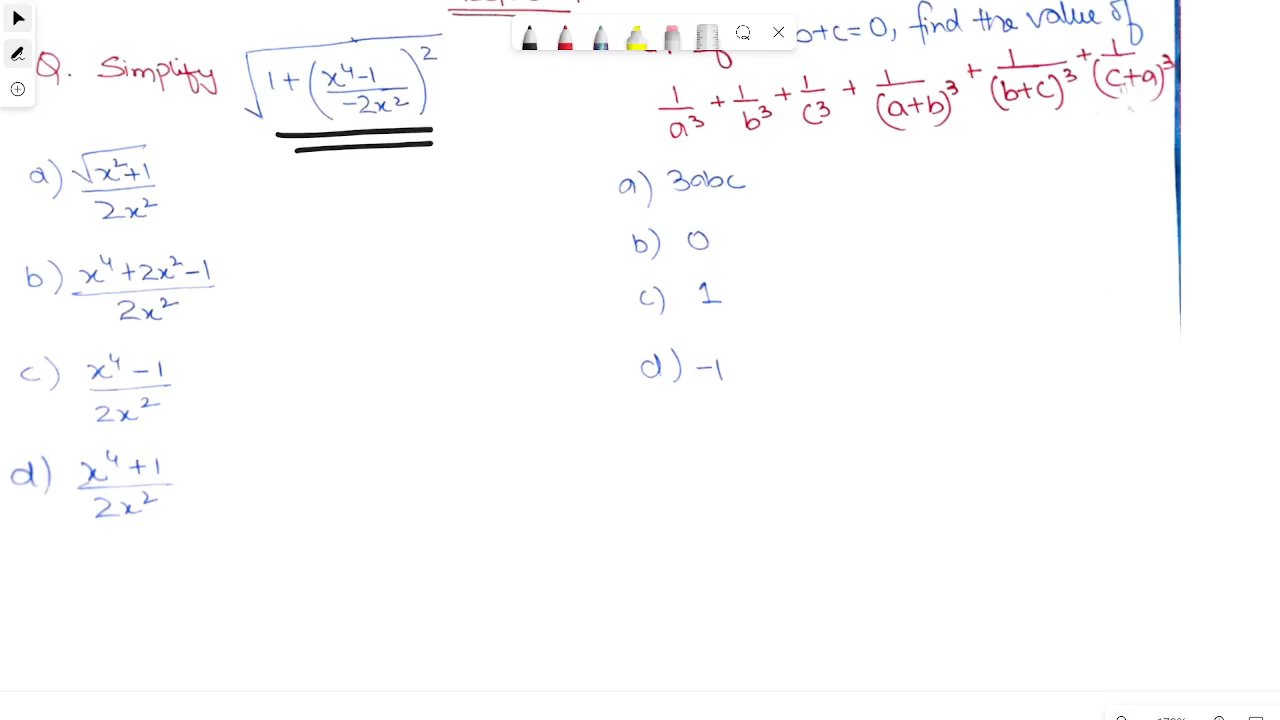 Q. Simplify √(1 + ((x⁴-1)/(-2x²))²)
a) √(x²+1)/(2x²)
b) (x⁴+2x²-1)/(2x²)
c) (x⁴-1)/(2x²)
d) (x⁴+1)/(2x²)
b+c=0, find the value of
1/a³ + 1/b³ + 1/c³ + 1/(a+b)³ + 1/(b+c)³ + 1/(c+a)³
a) 3abc
b) 0
c) 1
d) -1